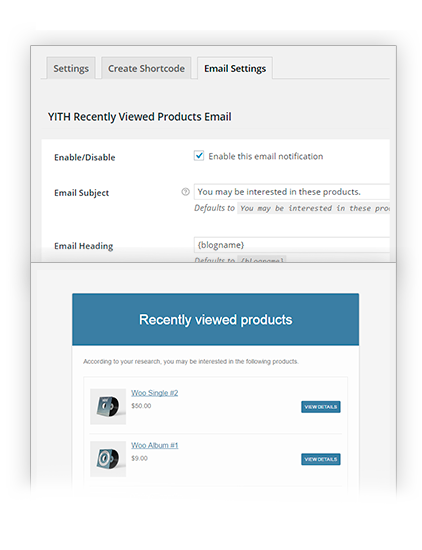 Settings
Create Shortcode
Email Settings
YITH Recently Viewed Products Email
Enable/Disable
Enable this email notification
Email Subject
?
You may be interested in these products.
Defaults to You may be interested in these
Email Heading
{blogname}
Defaults to {blogname}
Recently viewed products
According to your research, you may be interested in the following products.
Woo Single #2
$50.00
VIEW DETAILS
Woo Album #1
$9.00
VIEW DETAILS